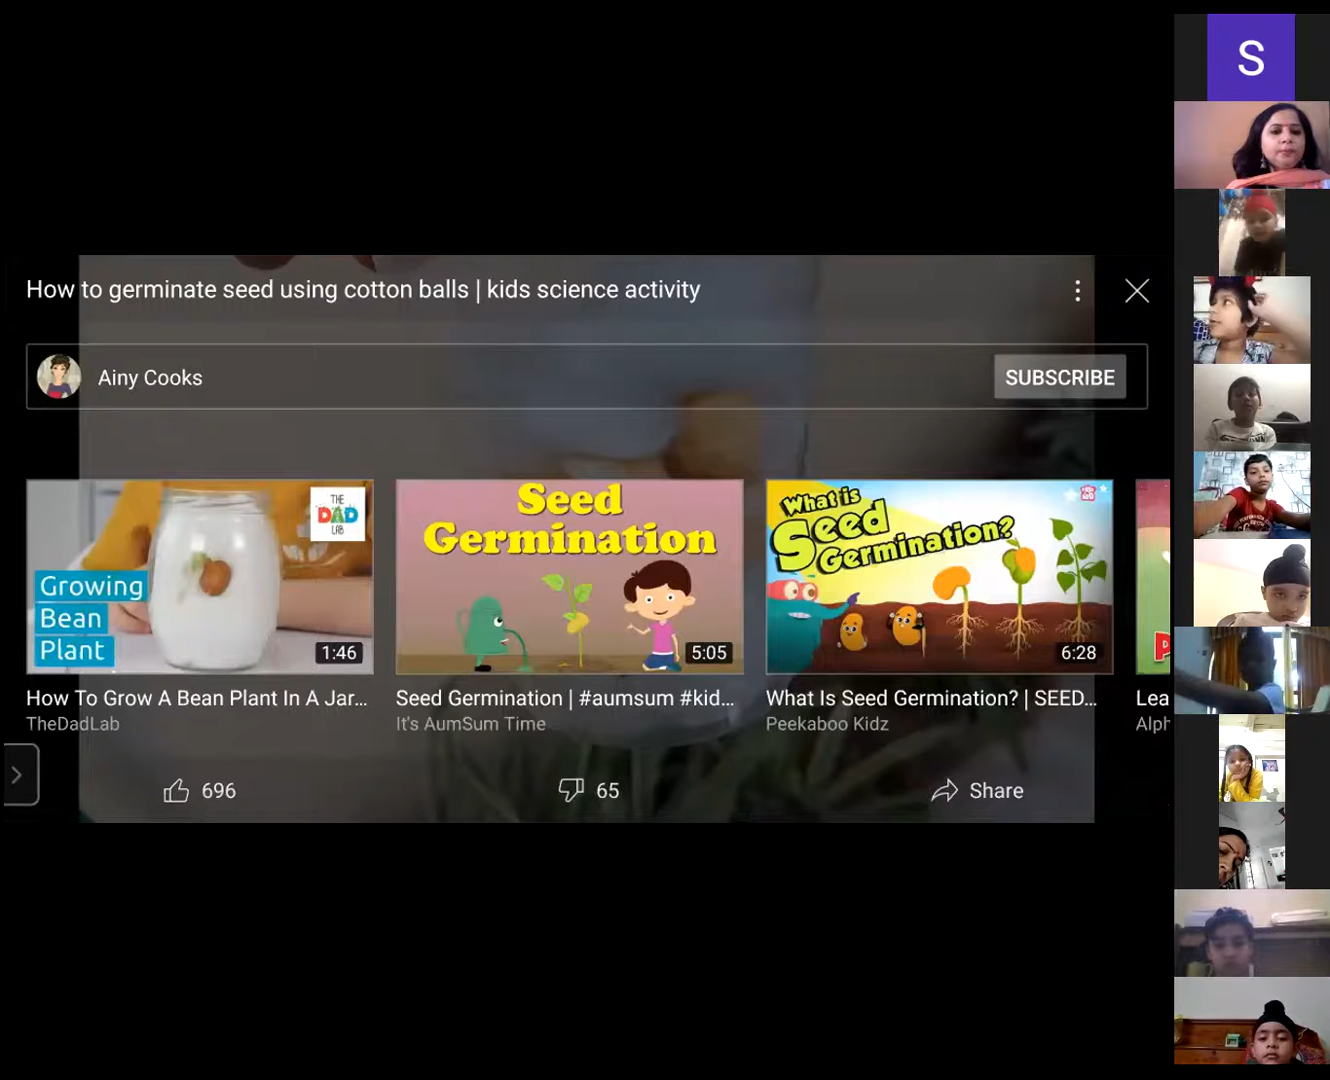 S
How to germinate seed using cotton balls | kids science activity
Ainy Cooks
SUBSCRIBE
THE
DAD
LAB
Growing
Bean
Plant
1:46
Seed
Germination
5:05
What is
Seed
Germination?
6:28
How To Grow A Bean Plant In A Jar...
TheDadLab
Seed Germination | #aumsum #kid...
It's AumSum Time
What Is Seed Germination? | SEED...
Peekaboo Kidz
Lea
Alph
696
65
Share